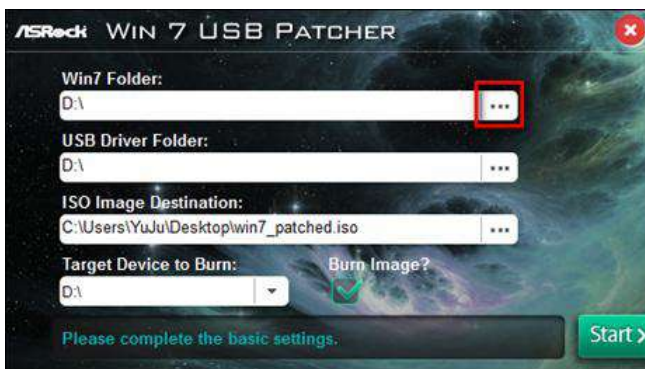 ASRock WIN 7 USB PATCHER
Win7 Folder:
D:\
...
USB Driver Folder:
D:\
...
ISO Image Destination:
C:\Users\YuJu\Desktop\win7_patched.iso
...
Target Device to Burn: Burn Image?
D:\
Please complete the basic settings.
Start